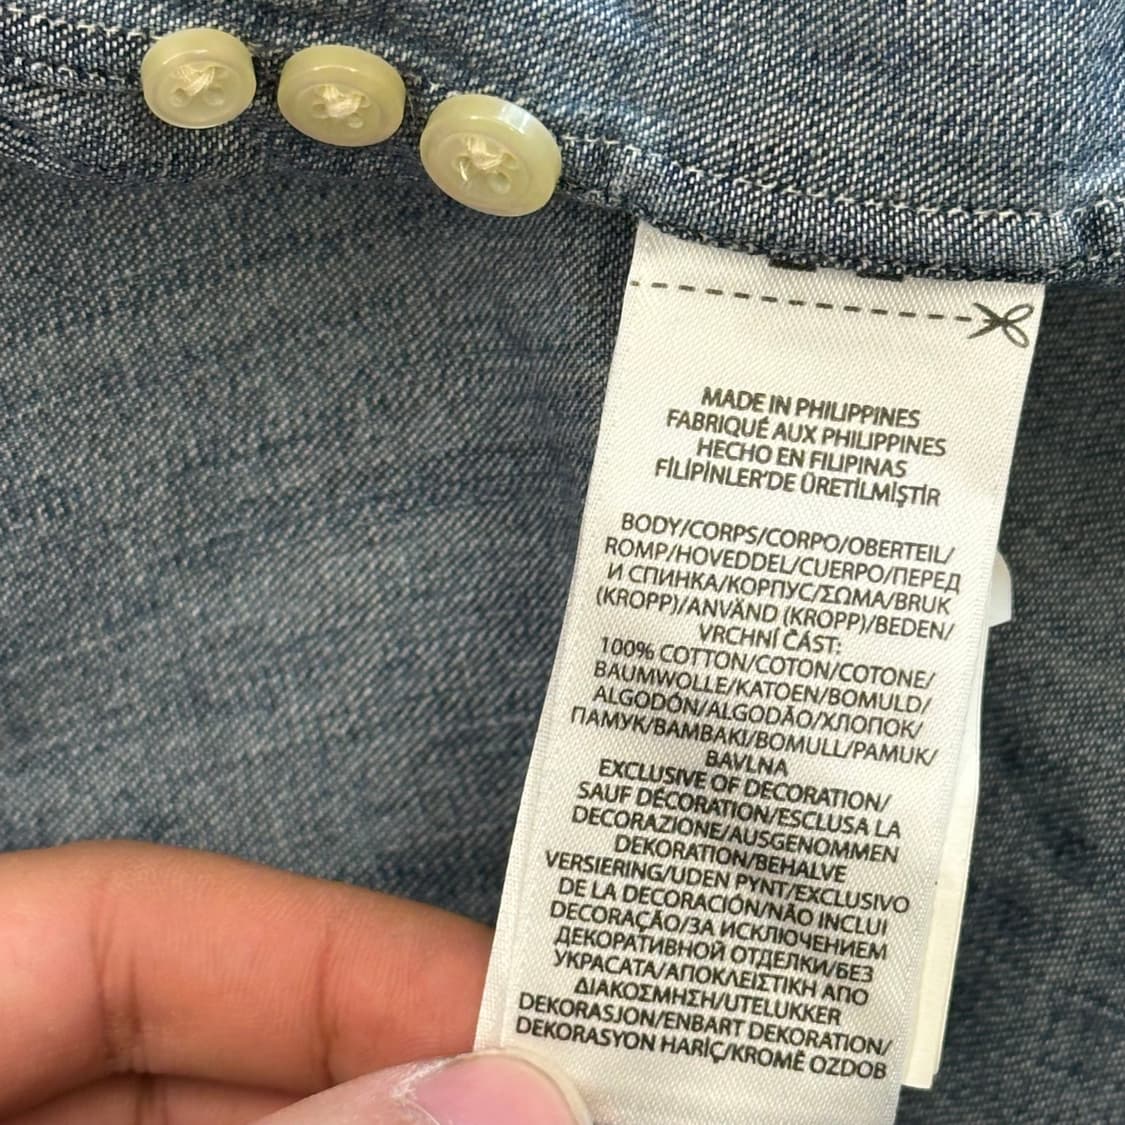 MADE IN PHILIPPINES
FABRIQUÉ AUX PHILIPPINES
HECHO EN FILIPINAS
FİLİPİNLER'DE ÜRETİLMİŞTİR
BODY/CORPS/CORPO/OBERTEIL/
ROMP/HOVEDDEL/CUERPO/ПЕРЕД
И СПИНКА/КОРПУС/ΣΩΜΑ/BRUK
(KROPP)/ANVÄND (KROPP)/BEDEN/
VRCHNÍ ČÁST:
100% COTTON/COTON/COTONE/
BAUMWOLLE/KATOEN/BOMULD/
ALGODÓN/ALGODÃO/ХЛОПОК/
ПАМУК/ΒΑΜΒΑΚΙ/BOMULL/PAMUK/
BAVLNA
EXCLUSIVE OF DECORATION/
SAUF DÉCORATION/ESCLUSA LA
DECORAZIONE/AUSGENOMMEN
DEKORATION/BEHALVE
VERSIERING/UDEN PYNT/EXCLUSIVO
DE LA DECORACIÓN/NÃO INCLUI
DECORAÇÃO/ЗА ИСКЛЮЧЕНИЕМ
ДЕКОРАТИВНОЙ ОТДЕЛКИ/БЕЗ
УКРАСАТА/ΑΠΟΚΛΕΙΣΤΙΚΗ ΑΠΟ
ΔΙΑΚΟΣΜΗΣΗ/UTELUKKER
DEKORASJON/ENBART DEKORATION/
DEKORASYON HARİÇ/KROMĚ OZDOB